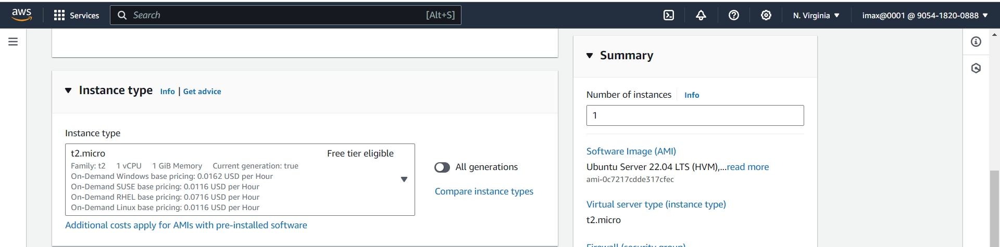 aws
Services
Search [Alt+S]
N. Virginia
imax@0001 @ 9054-1820-0888
Instance type Info | Get advice
Instance type
t2.micro Free tier eligible
Family: t2 1 vCPU 1 GiB Memory Current generation: true
On-Demand Windows base pricing: 0.0162 USD per Hour
On-Demand SUSE base pricing: 0.0116 USD per Hour
On-Demand RHEL base pricing: 0.0716 USD per Hour
On-Demand Linux base pricing: 0.0116 USD per Hour
All generations
Compare instance types
Additional costs apply for AMIs with pre-installed software
Summary
Number of instances Info
1
Software Image (AMI)
Ubuntu Server 22.04 LTS (HVM),...read more
ami-0c7217cdde317cfec
Virtual server type (instance type)
t2.micro
Firewall (security group)